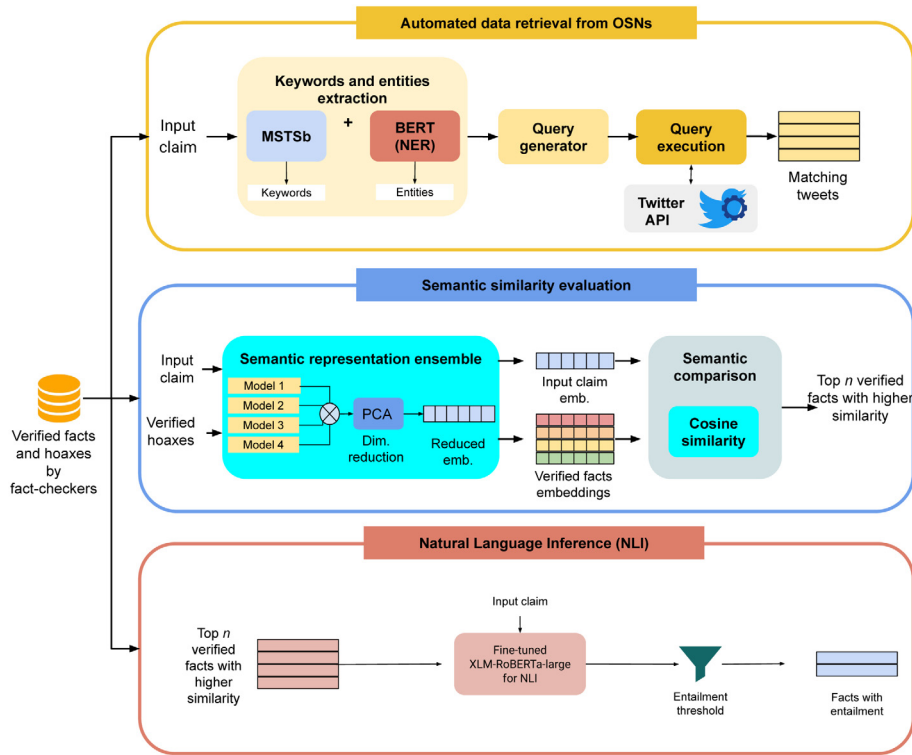 Automated data retrieval from OSNs
Input
claim
Keywords and entities
extraction
MSTSb
+
BERT
(NER)
Keywords
Entities
Query
generator
Query
execution
Twitter
API
Matching
tweets
Semantic similarity evaluation
Input
claim
Verified
hoaxes
Semantic representation ensemble
Model 1
Model 2
Model 3
Model 4
PCA
Dim.
reduction
Reduced
emb.
Input claim
emb.
Verified facts
embeddings
Semantic
comparison
Cosine
similarity
Top n verified
facts with higher
similarity
Verified facts
and hoaxes
by
fact-checkers
Natural Language Inference (NLI)
Top n
verified
facts with
higher
similarity
Input claim
Fine-tuned
XLM-RoBERTa-large
for NLI
Entailment
threshold
Facts with
entailment